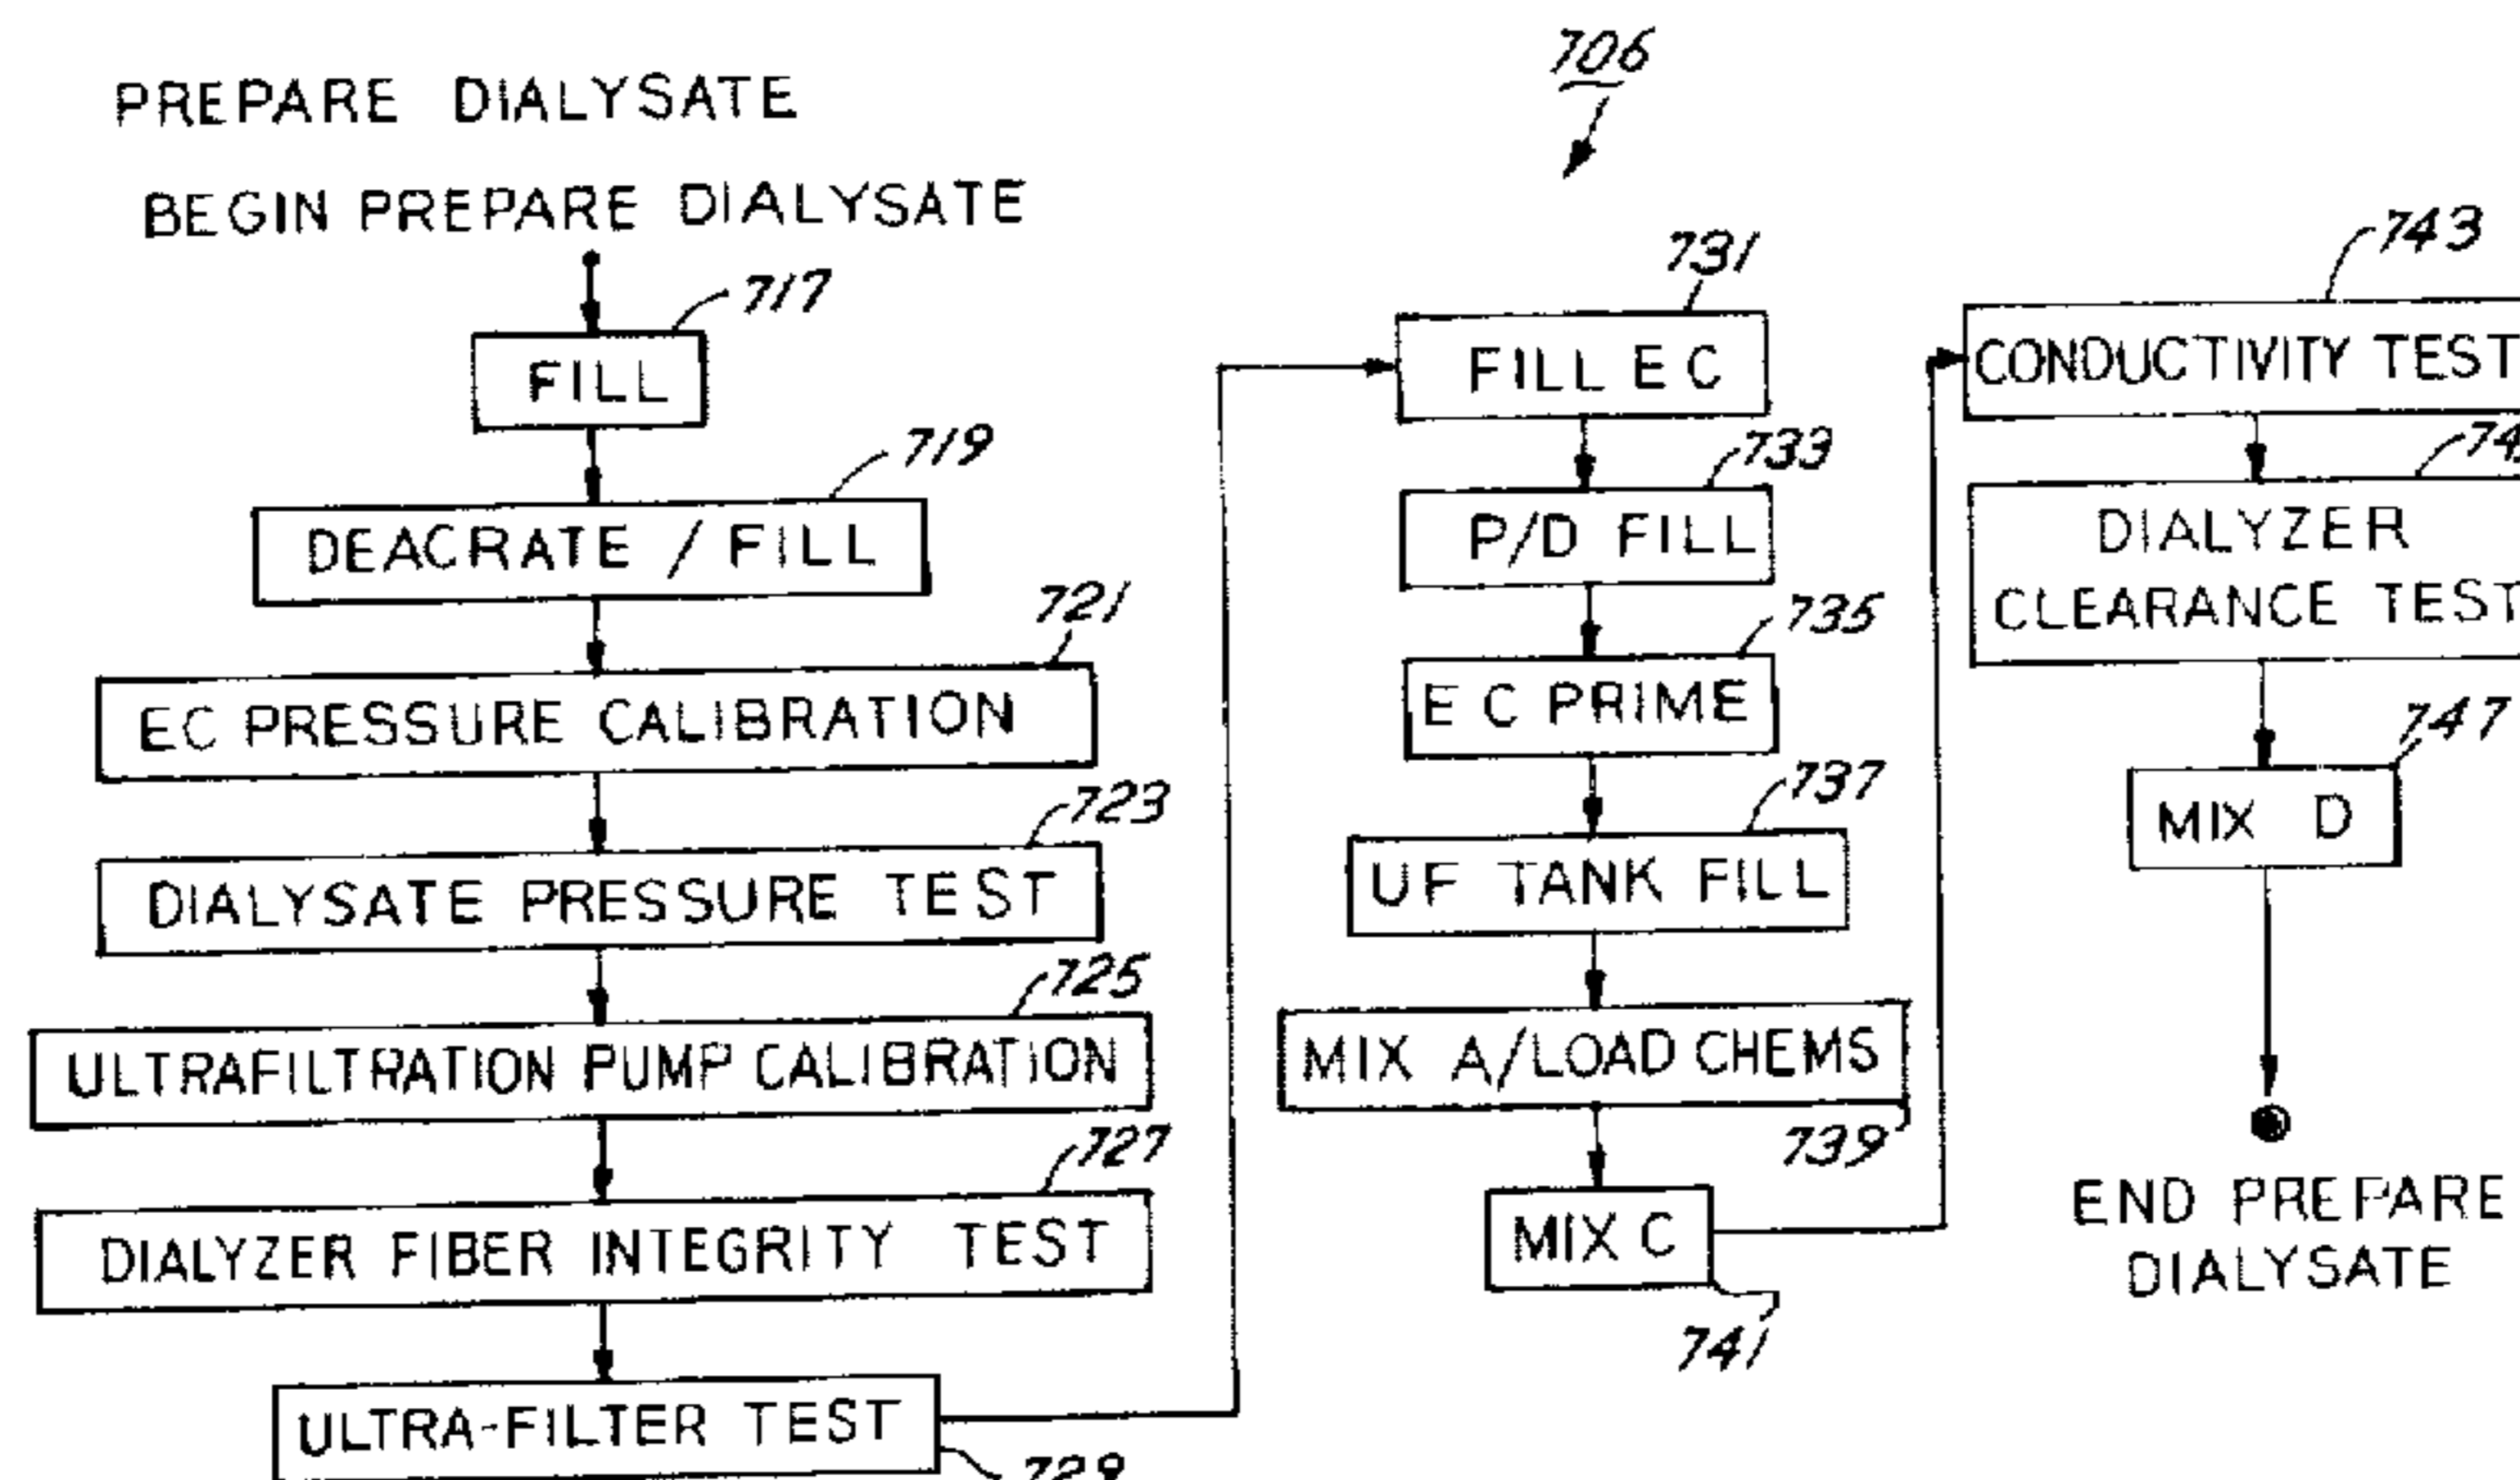 PREPARE DIALYSATE
706
BEGIN PREPARE DIALYSATE
717
FILL
719
DEACRATE / FILL
721
EC PRESSURE CALIBRATION
723
DIALYSATE PRESSURE TEST
725
ULTRAFILTRATION PUMP CALIBRATION
727
DIALYZER FIBER INTEGRITY TEST
ULTRA-FILTER TEST
731
FILL EC
733
P/D FILL
735
EC PRIME
737
UF TANK FILL
MIX A/LOAD CHEMS
739
MIX C
741
743
CONDUCTIVITY TEST
DIALYZER
CLEARANCE TEST
747
MIX D
END PREPARE
DIALYSATE